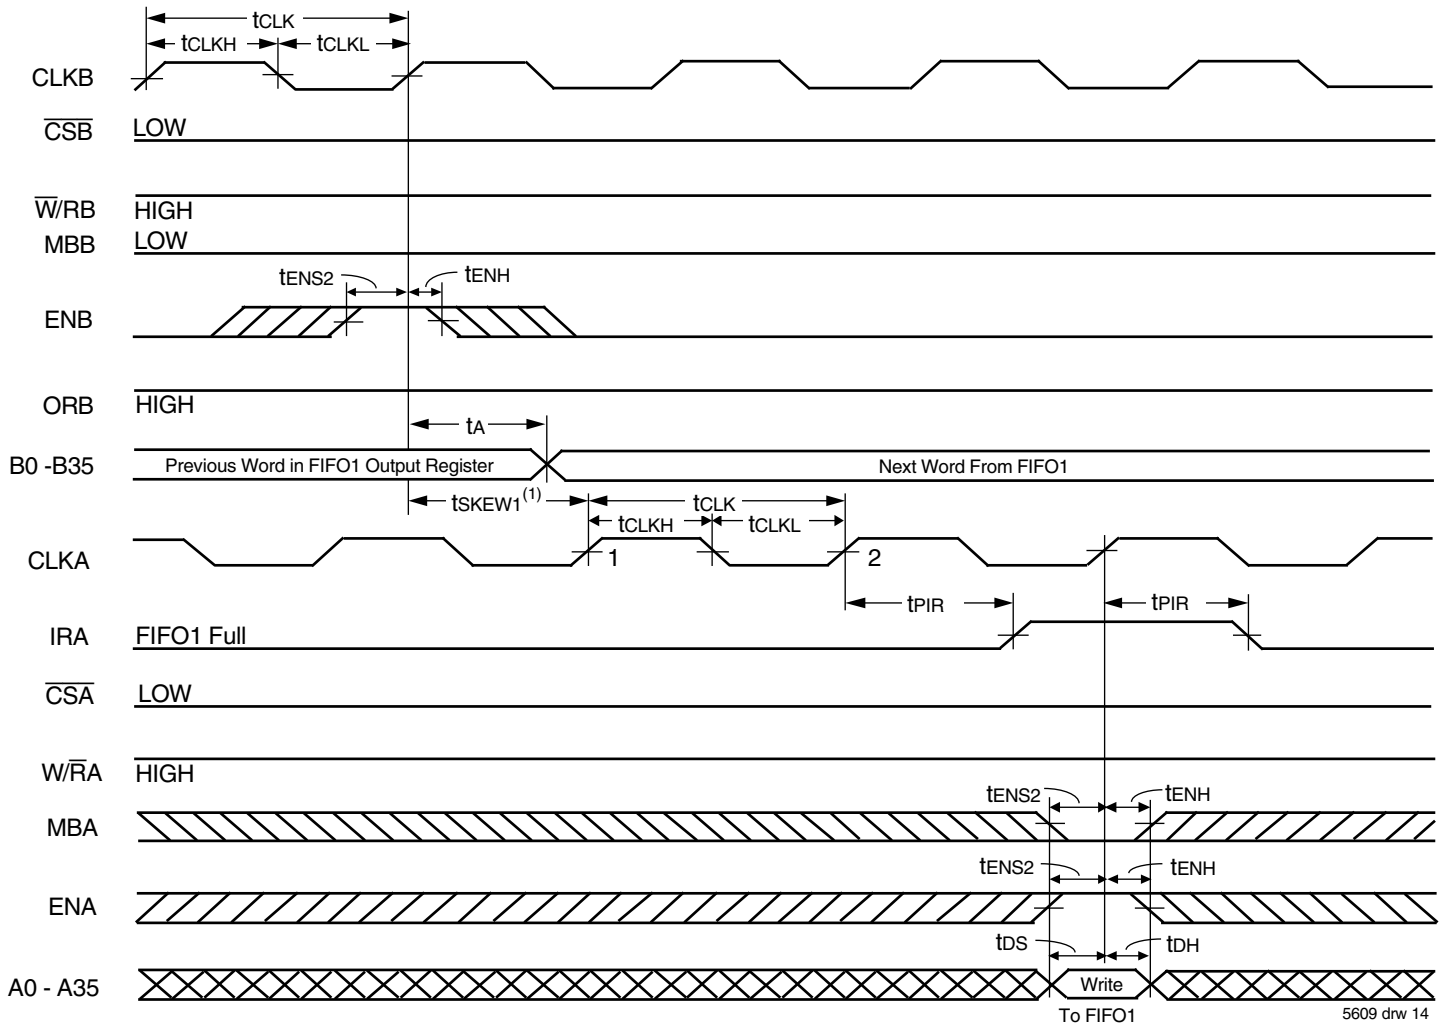 tCLK
tCLKH tCLKL
CLKB
CSB LOW
W/RB HIGH
MBB LOW
tENS2 tENH
ENB
ORB HIGH
tA
B0 -B35 Previous Word in FIFO1 Output Register Next Word From FIFO1
tSKEW1(1) tCLK
tCLKH tCLKL
CLKA 1 2
tPIR tPIR
IRA FIFO1 Full
CSA LOW
W/RA HIGH
tENS2 tENH
MBA
tENS2 tENH
ENA
tDS tDH
A0 - A35 Write
To FIFO1 5609 drw 14